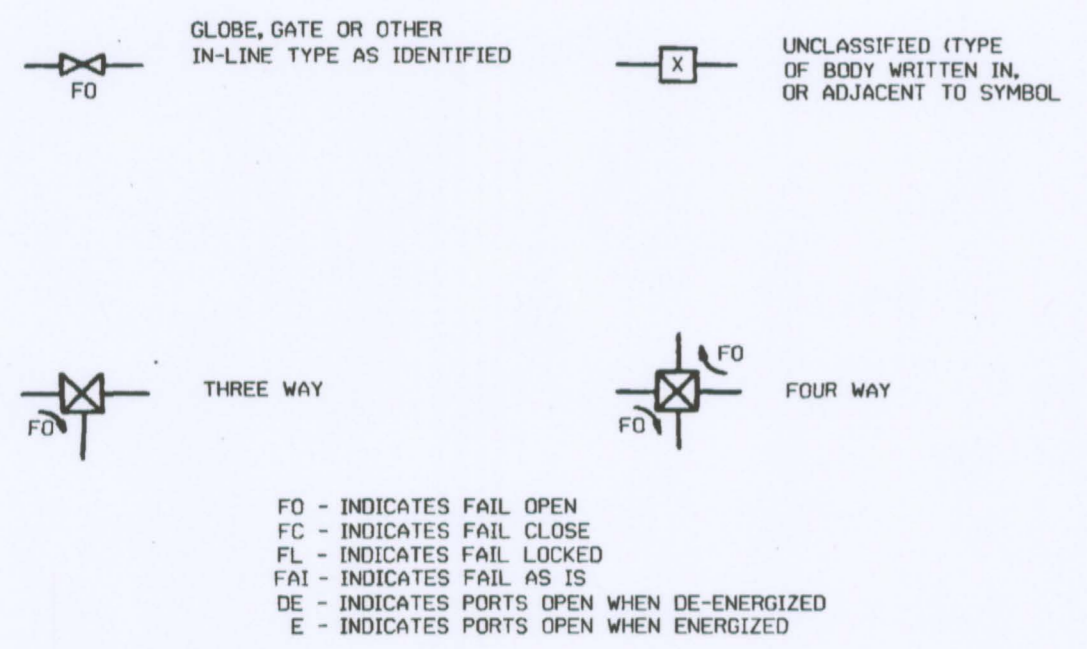 GLOBE, GATE OR OTHER
IN-LINE TYPE AS IDENTIFIED
FO
X
UNCLASSIFIED (TYPE
OF BODY WRITTEN IN,
OR ADJACENT TO SYMBOL
FO
THREE WAY
FO
FO
FOUR WAY
FO - INDICATES FAIL OPEN
FC - INDICATES FAIL CLOSE
FL - INDICATES FAIL LOCKED
FAI - INDICATES FAIL AS IS
DE - INDICATES PORTS OPEN WHEN DE-ENERGIZED
E - INDICATES PORTS OPEN WHEN ENERGIZED